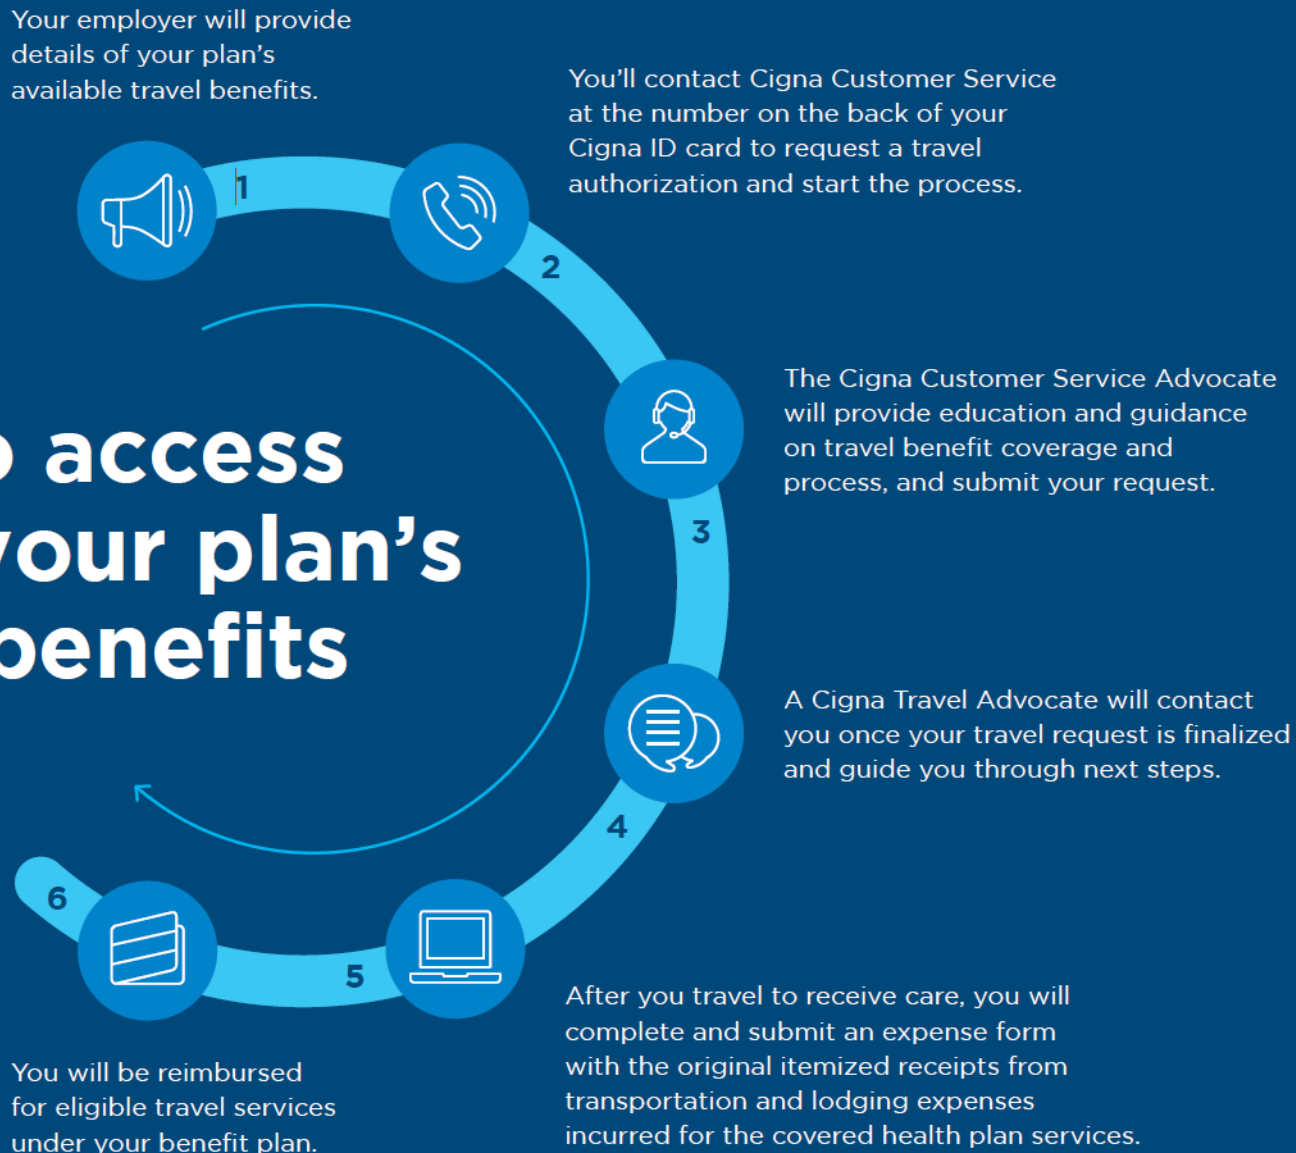 Your employer will provide
details of your plan's
available travel benefits.
1
You'll contact Cigna Customer Service
at the number on the back of your
Cigna ID card to request a travel
authorization and start the process.
2
The Cigna Customer Service Advocate
will provide education and guidance
on travel benefit coverage and
process, and submit your request.
3
access
your plan's
benefits
A Cigna Travel Advocate will contact
you once your travel request is finalized
and guide you through next steps.
4
After you travel to receive care, you will
complete and submit an expense form
with the original itemized receipts from
transportation and lodging expenses
incurred for the covered health plan services.
5
You will be reimbursed
for eligible travel services
under your benefit plan.
6